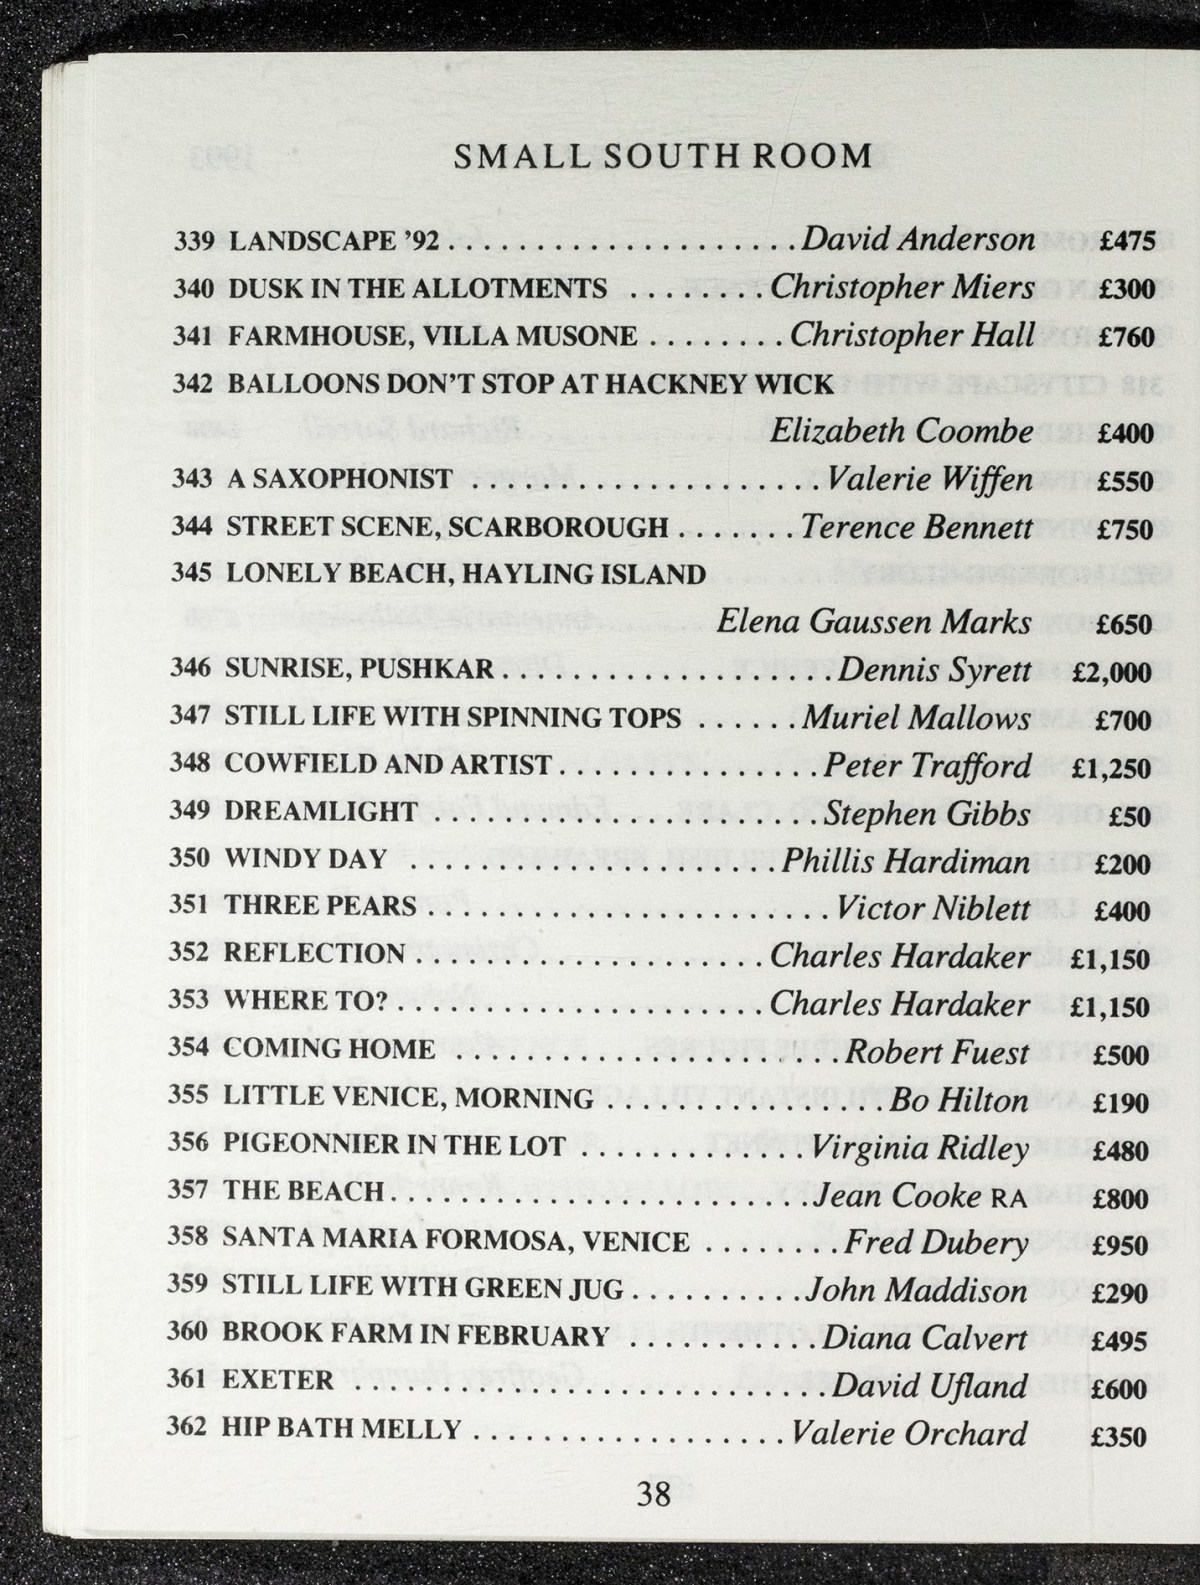 SMALL SOUTH ROOM
339 LANDSCAPE ’92 . . . . . . . . . . . . . . . . . . . David Anderson £475
340 DUSK IN THE ALLOTMENTS . . . . . . . . Christopher Miers £300
341 FARMHOUSE, VILLA MUSONE . . . . . . . . Christopher Hall £760
342 BALLOONS DON’T STOP AT HACKNEY WICK
Elizabeth Coombe £400
343 A SAXOPHONIST . . . . . . . . . . . . . . . . . . . . Valerie Wiffen £550
344 STREET SCENE, SCARBOROUGH . . . . . . . Terence Bennett £750
345 LONELY BEACH, HAYLING ISLAND
Elena Gaussen Marks £650
346 SUNRISE, PUSHKAR . . . . . . . . . . . . . . . . . . . Dennis Syrett £2,000
347 STILL LIFE WITH SPINNING TOPS . . . . . . Muriel Mallows £700
348 COWFIELD AND ARTIST . . . . . . . . . . . . . . . Peter Trafford £1,250
349 DREAMLIGHT . . . . . . . . . . . . . . . . . . . . . . Stephen Gibbs £50
350 WINDY DAY . . . . . . . . . . . . . . . . . . . . . Phillis Hardiman £200
351 THREE PEARS . . . . . . . . . . . . . . . . . . . . . . . Victor Niblett £400
352 REFLECTION . . . . . . . . . . . . . . . . . . . . Charles Hardaker £1,150
353 WHERE TO? . . . . . . . . . . . . . . . . . . . . . Charles Hardaker £1,150
354 COMING HOME . . . . . . . . . . . . . . . . . . . . . . Robert Fuest £500
355 LITTLE VENICE, MORNING . . . . . . . . . . . . . . . . Bo Hilton £190
356 PIGEONNIER IN THE LOT . . . . . . . . . . . . . Virginia Ridley £480
357 THE BEACH . . . . . . . . . . . . . . . . . . . . . . . . Jean Cooke RA £800
358 SANTA MARIA FORMOSA, VENICE . . . . . . . . Fred Dubery £950
359 STILL LIFE WITH GREEN JUG . . . . . . . . . . John Maddison £290
360 BROOK FARM IN FEBRUARY . . . . . . . . . . . Diana Calvert £495
361 EXETER . . . . . . . . . . . . . . . . . . . . . . . . . . . David Ufland £600
362 HIP BATH MELLY . . . . . . . . . . . . . . . . . . Valerie Orchard £350
38